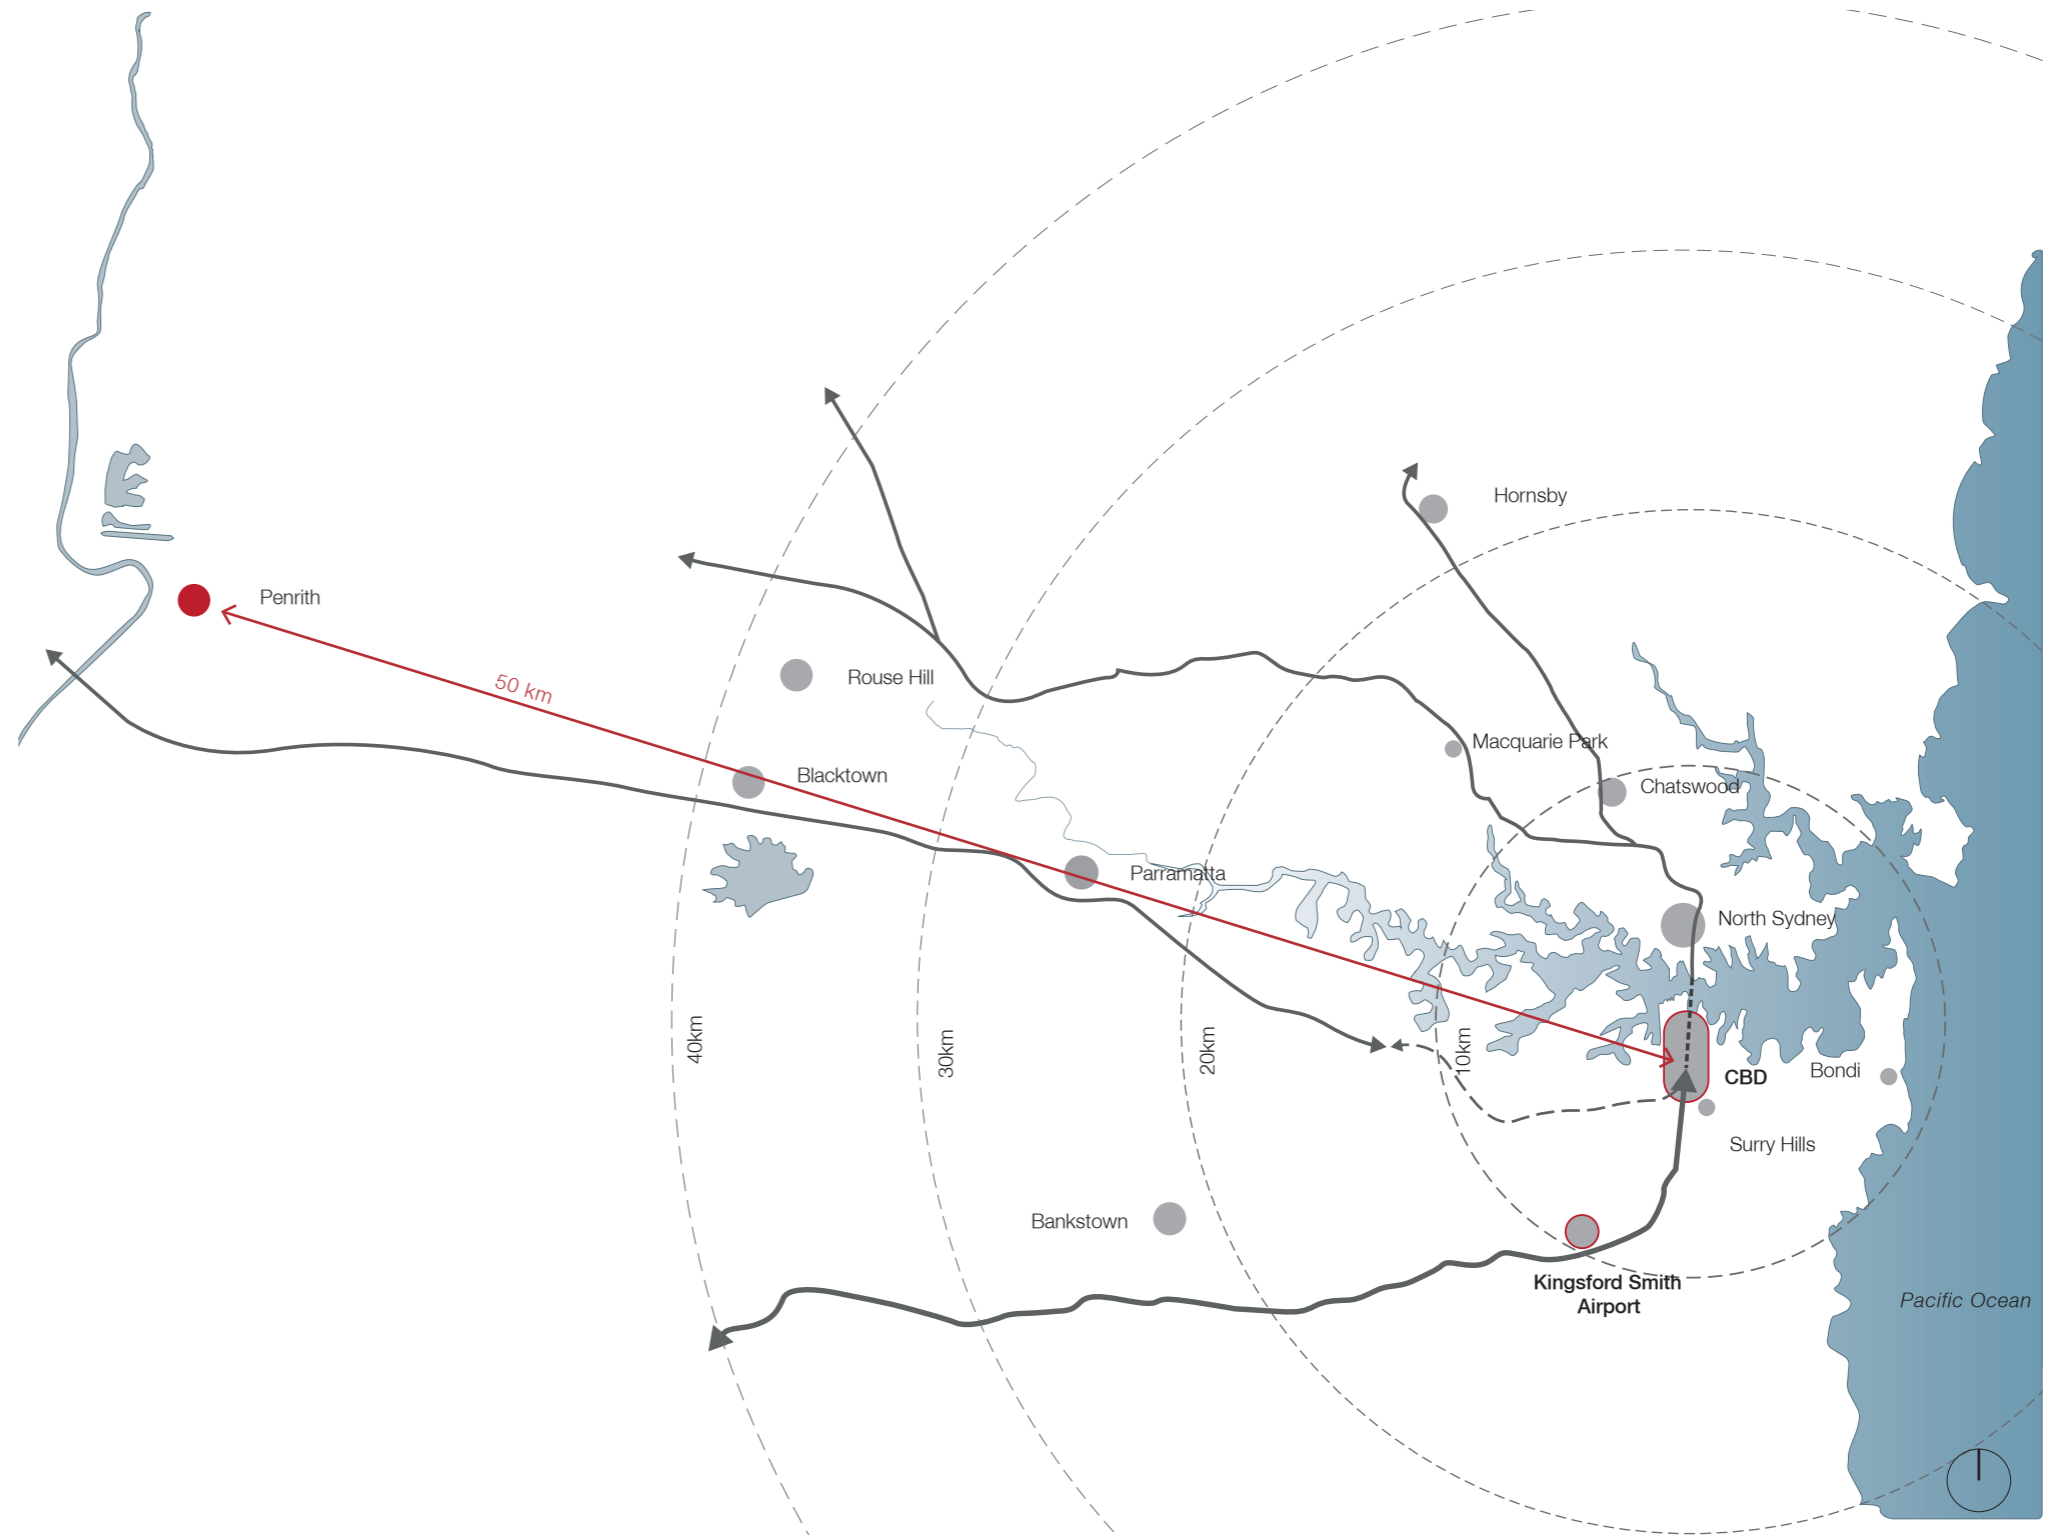 Hornsby
Penrith
50 km
Rouse Hill
Macquarie Park
Blacktown
Chatswood
Parramatta
North Sydney
40km
30km
20km
10km
CBD
Bondi
Surry Hills
Bankstown
Kingsford Smith
Airport
Pacific Ocean